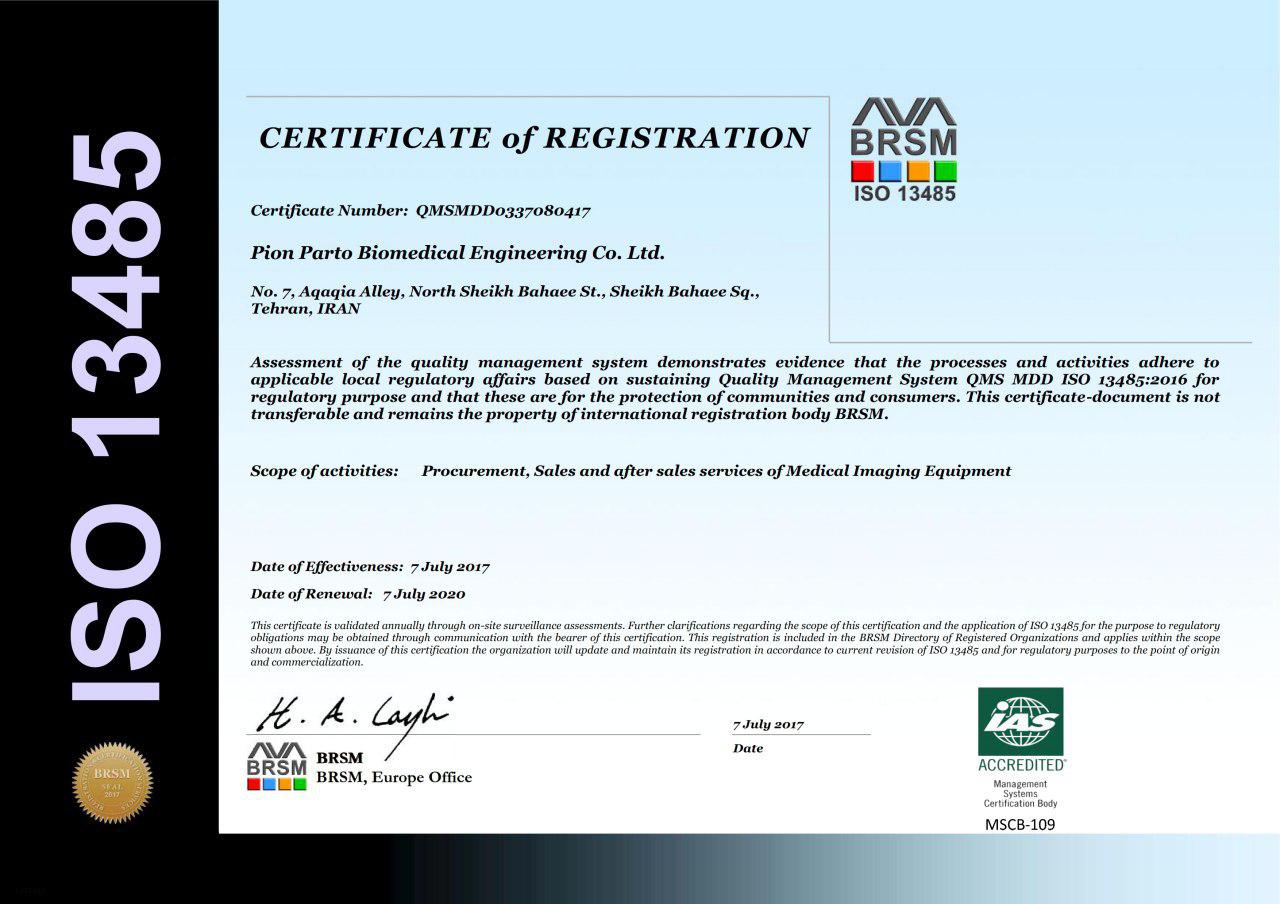 ISO 13485
CERTIFICATE of REGISTRATION
AVA
BRSM
ISO 13485
Certificate Number: QMSMDD0337080417
Pion Parto Biomedical Engineering Co. Ltd.
No. 7, Aqaqia Alley, North Sheikh Bahaee St., Sheikh Bahaee Sq.,
Tehran, IRAN
Assessment of the quality management system demonstrates evidence that the processes and activities adhere to
applicable local regulatory affairs based on sustaining Quality Management System QMS MDD ISO 13485:2016 for
regulatory purpose and that these are for the protection of communities and consumers. This certificate-document is not
transferable and remains the property of international registration body BRSM.
Scope of activities: Procurement, Sales and after sales services of Medical Imaging Equipment
Date of Effectiveness: 7 July 2017
Date of Renewal: 7 July 2020
This certificate is validated annually through on-site surveillance assessments. Further clarifications regarding the scope of this certification and the application of ISO 13485 for the purpose to regulatory
obligations may be obtained through communication with the bearer of this certification. This registration is included in the BRSM Directory of Registered Organizations and applies within the scope
shown above. By issuance of this certification the organization will update and maintain its registration in accordance to current revision of ISO 13485 and for regulatory purposes to the point of origin
and commercialization.
H. A.
7 July 2017
Date
AVA
BRSM
BRSM
BRSM, Europe Office
IAS
ACCREDITED
Management
Systems
Certification Body
MSCB-109
BRSM
SEAL
2017